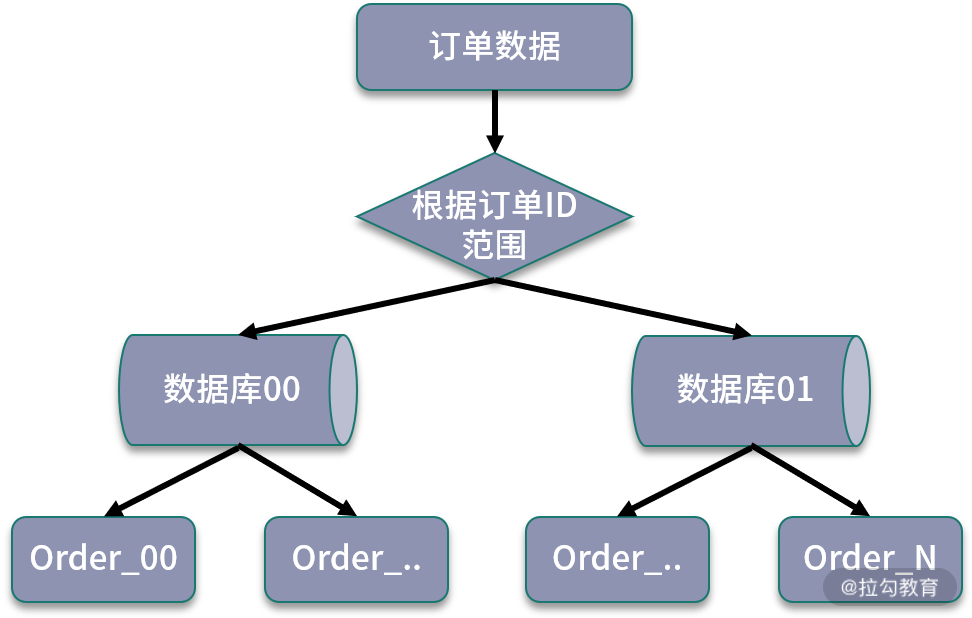 订单数据
根据订单ID
范围
数据库00
数据库01
Order_00
Order_..
Order_..
Order_N
@拉勾教育